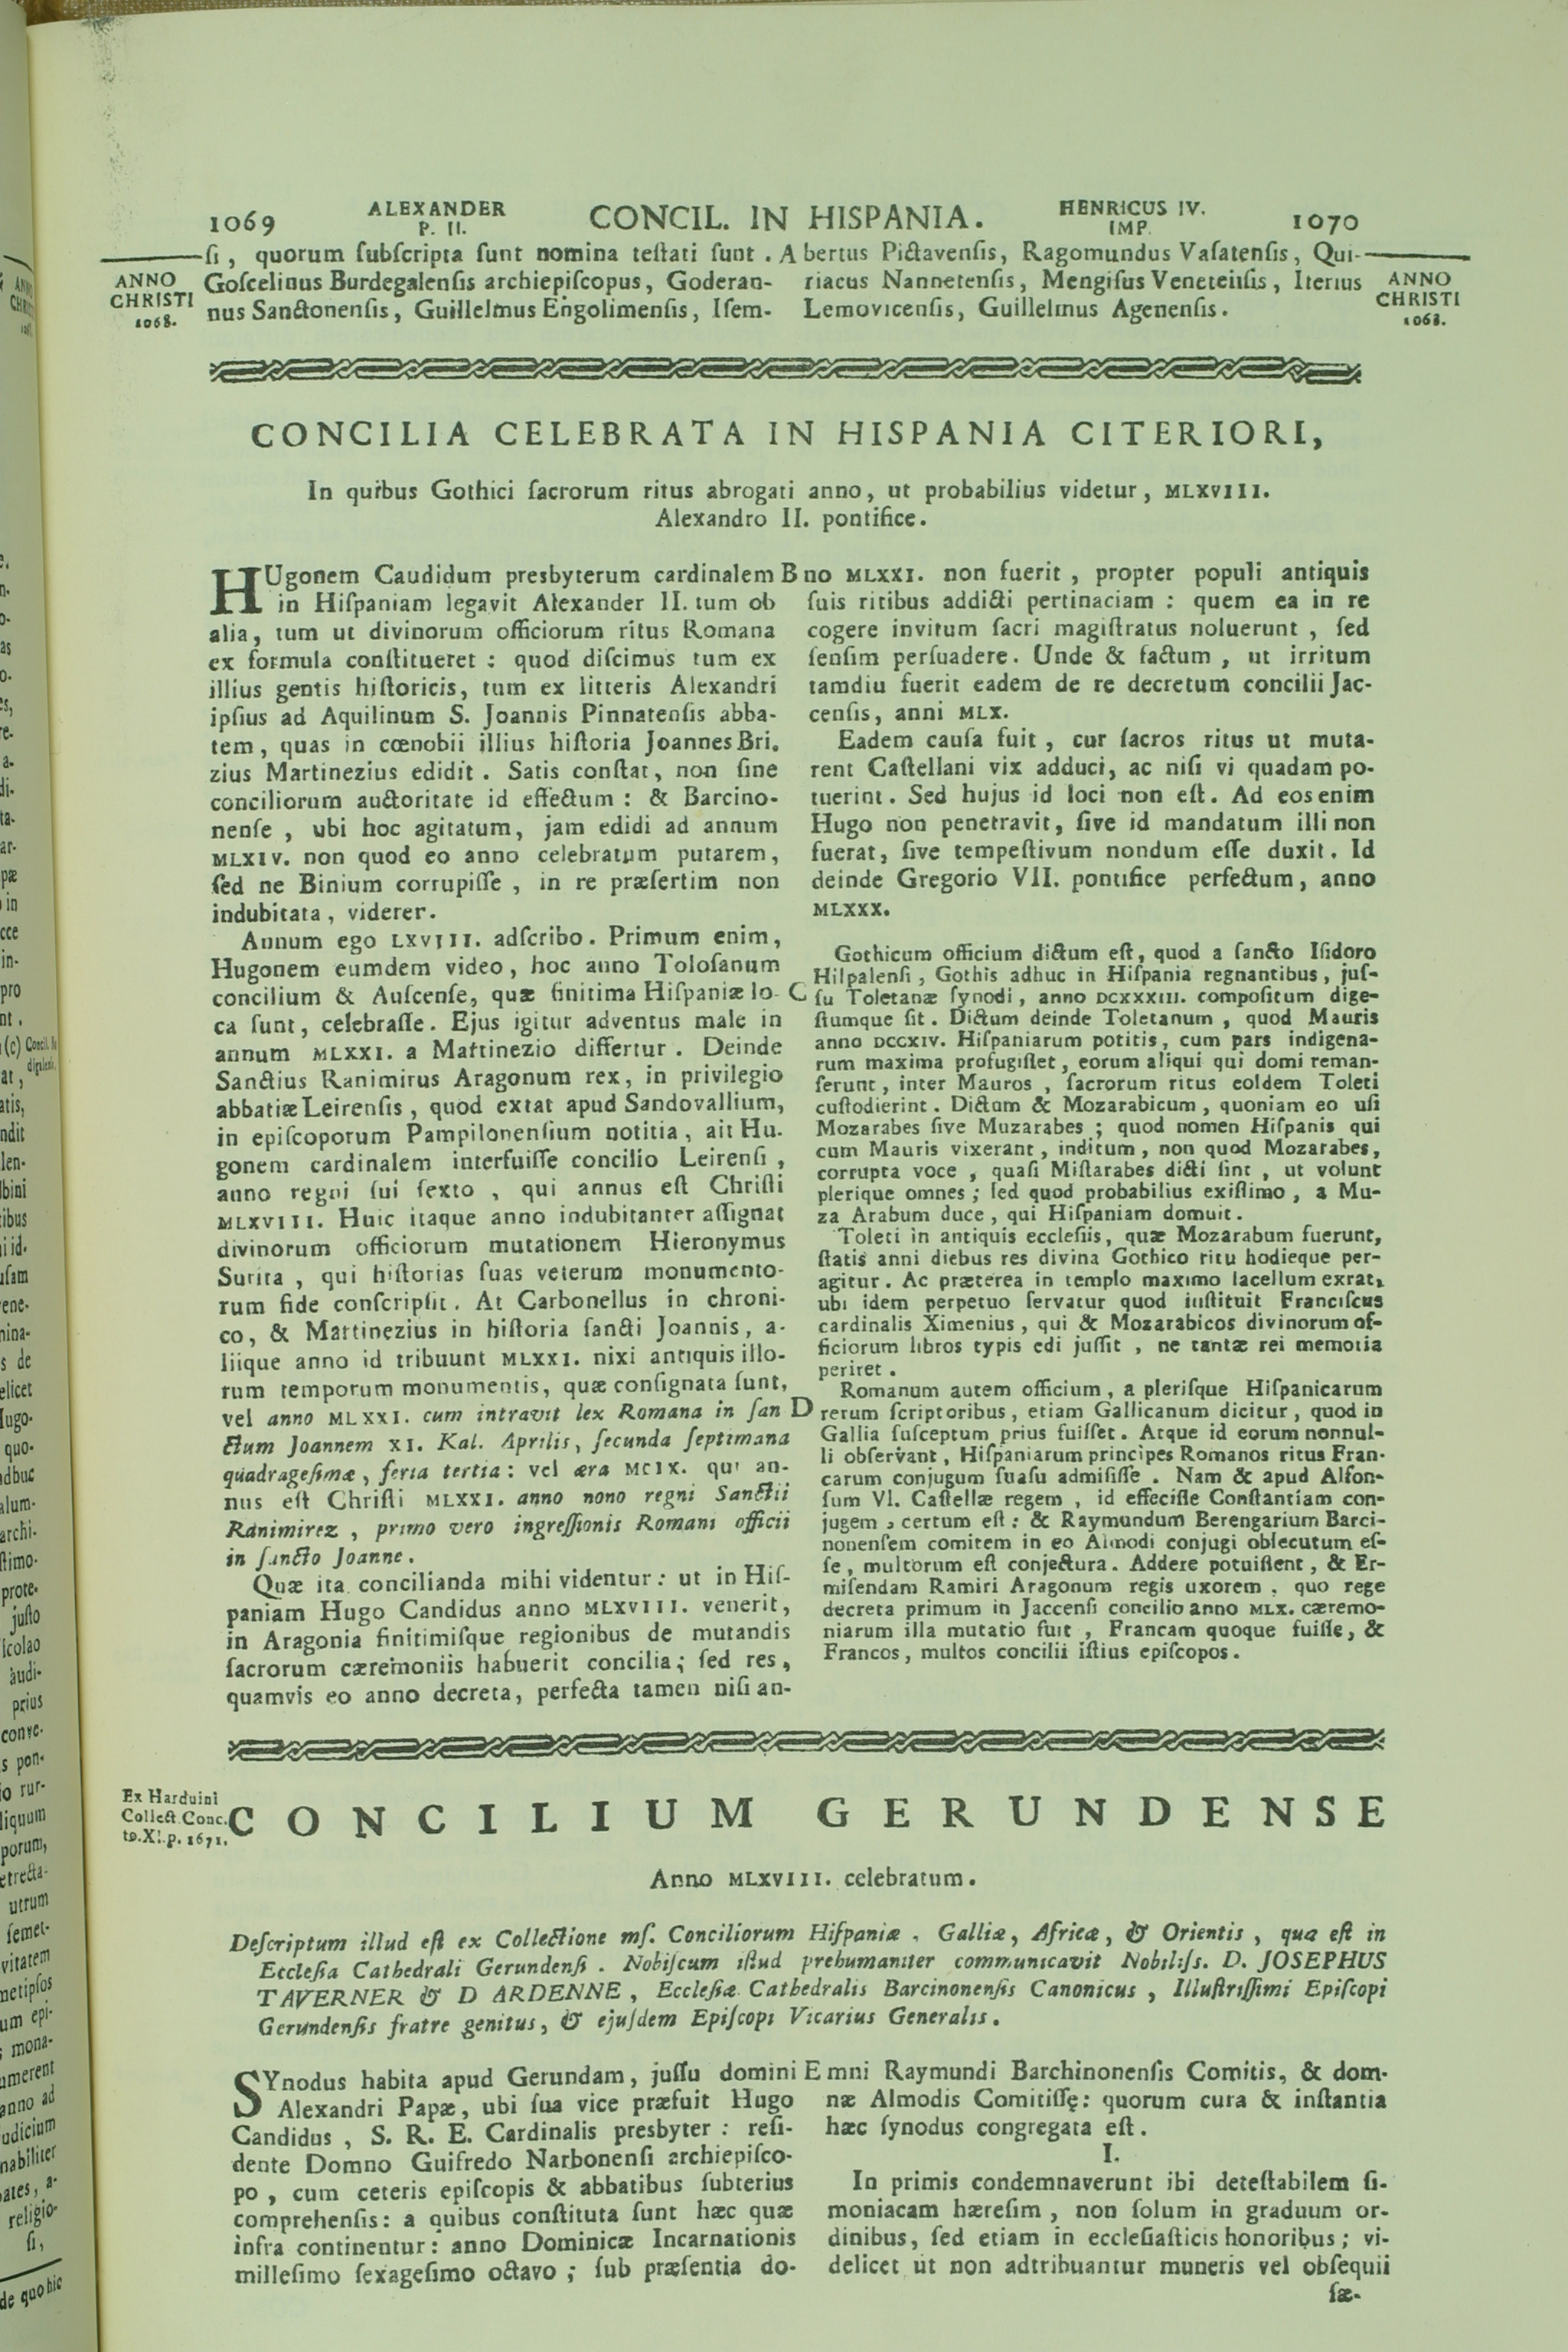 1069
ALEXANDER
P. II.
CONCIL. IN HISPANIA.
HENRICUS IV.
IMP.
1070
ANNO
CHRISTI
1068.
ſi, quorum ſubſcripta ſunt nomina teſtati ſunt. A
Goſcelinus Burdegalenſis archiepiſcopus, Goderan-
nus Sanctonenſis, Guillelmus Engolimenſis, Iſem-
bertus Pictavenſis, Ragomundus Vaſatenſis, Qui-
riacus Nannetenſis, Mengiſus Venetenſis, Iterius
Lemovicenſis, Guillelmus Agenenſis.
ANNO
CHRISTI
1068.
CONCILIA CELEBRATA IN HISPANIA CITERIORI,
In quibus Gothici ſacrorum ritus abrogati anno, ut probabilius videtur, MLXVIII.
Alexandro II. pontifice.
HUgonem Caudidum presbyterum cardinalem B
in Hiſpaniam legavit Alexander II. tum ob
alia, tum ut divinorum officiorum ritus Romana
ex formula conſtitueret: quod diſcimus tum ex
illius gentis hiſtoricis, tum ex litteris Alexandri
ipſius ad Aquilinum S. Joannis Pinnatenſis abba-
tem, quas in cœnobii illius hiſtoria Joannes Bri.
zius Martinezius edidit. Satis conſtat, non ſine
conciliorum auctoritate id effectum: & Barcino-
nenſe, ubi hoc agitatum, jam edidi ad annum
MLXIV. non quod eo anno celebratum putarem,
ſed ne Binium corrupiſſe, in re præſertim non
indubitata, viderer.
Annum ego LXVIII. adſcribo. Primum enim,
Hugonem eumdem video, hoc anno Toloſanum
concilium & Auſcenſe, quæ finitima Hiſpaniæ lo- C
ca ſunt, celebraſſe. Ejus igitur adventus male in
annum MLXXI. a Martinezio differtur. Deinde
Sanctius Ranimirus Aragonum rex, in privilegio
abbatiæ Leirenſis, quod extat apud Sandovallium,
in epiſcoporum Pampilonenſium notitia, ait Hu.
gonem cardinalem interfuiſſe concilio Leirenſi,
anno regni ſui ſexto, qui annus eſt Chriſti
MLXVIII. Huic itaque anno indubitanter aſſignat
divinorum officiorum mutationem Hieronymus
Surita, qui hiſtorias ſuas veterum monumento-
rum fide conſcripſit. At Carbonellus in chroni-
co, & Martinezius in hiſtoria ſancti Joannis, a-
liique anno id tribuunt MLXXI. nixi antiquis illo-
rum temporum monumentis, quæ conſignata ſunt,
vel anno MLXXI. cum intravit lex Romana in ſan D
ctum Joannem XI. Kal. Aprilis, ſecunda ſeptimana
quadrageſimæ, feria tertia: vel æra MCIX. qui an-
nus eſt Chriſti MLXXI. anno nono regni Sanctii
Ranimirez, primo vero ingreſſionis Romani officii
in ſancto Joanne.
Quæ ita concilianda mihi videntur: ut in Hiſ-
paniam Hugo Candidus anno MLXVIII. venerit,
in Aragonia finitimiſque regionibus de mutandis
ſacrorum cæremoniis habuerit concilia; ſed res,
quamvis eo anno decreta, perfecta tamen niſi an-
no MLXXI. non fuerit, propter populi antiquis
ſuis ritibus addicti pertinaciam: quem ea in re
cogere invitum ſacri magiſtratus noluerunt, ſed
ſenſim perſuadere. Unde & factum, ut irritum
tamdiu fuerit eadem de re decretum concilii Jac-
cenſis, anni MLX.
Eadem cauſa fuit, cur ſacros ritus ut muta-
rent Caſtellani vix adduci, ac niſi vi quadam po-
tuerint. Sed hujus id loci non eſt. Ad eos enim
Hugo non penetravit, ſive id mandatum illi non
fuerat, ſive tempeſtivum nondum eſſe duxit. Id
deinde Gregorio VII. pontifice perfectum, anno
MLXXX.
Gothicum officium dictum eſt, quod a ſancto Iſidoro
Hilpalenſi, Gothis adhuc in Hiſpania regnantibus, juſ-
ſu Toletanæ ſynodi, anno DCXXXIII. compoſitum dige-
ſtumque ſit. Dictum deinde Toletanum, quod Mauris
anno DCCXIV. Hiſpaniarum potitis, cum pars indigena-
rum maxima profugiſſet, eorum aliqui qui domi reman-
ſerunt, inter Mauros, ſacrorum ritus eoſdem Toleti
cuſtodierint. Dictum & Mozarabicum, quoniam eo uſi
Mozarabes ſive Muzarabes; quod nomen Hiſpanis qui
cum Mauris vixerant, inditum, non quod Mozarabes,
corrupta voce, quaſi Miſtarabes dicti ſint, ut volunt
plerique omnes; ſed quod probabilius exiſtimo, a Mu-
za Arabum duce, qui Hiſpaniam domuit.
Toleti in antiquis eccleſiis, quæ Mozarabum fuerunt,
ſtatis anni diebus res divina Gothico ritu hodieque per-
agitur. Ac præterea in templo maximo ſacellum extat,
ubi idem perpetuo ſervatur quod inſtituit Franciſcus
cardinalis Ximenius, qui & Mozarabicos divinorum of-
ficiorum libros typis edi juſſit, ne tantæ rei memoria
periret.
Romanum autem officium, a pleriſque Hiſpanicarum
rerum ſcriptoribus, etiam Gallicanum dicitur, quod in
Gallia ſuſceptum prius fuiſſet. Atque id eorum nonnul-
li obſervant, Hiſpaniarum principes Romanos ritus Fran-
carum conjugum ſuaſu admiſiſſe. Nam & apud Alfon-
ſum VI. Caſtellæ regem, id effeciſſe Conſtantiam con-
jugem, certum eſt: & Raymundum Berengarium Barci-
nonenſem comitem in eo Almodi conjugi obſecutum eſ-
ſe, multorum eſt conjectura. Addere potuiſſent, & Er-
miſendam Ramiri Aragonum regis uxorem, quo rege
decreta primum in Jaccenſi concilio anno MLX. cæremo-
niarum illa mutatio fuit, Francam quoque fuiſſe, &
Francos, multos concilii iſtius epiſcopos.
Ex Harduini
Collect. Conc.
to. XI. p. 1671.
CONCILIUM GERUNDENSE
Anno MLXVIII. celebratum.
Deſcriptum illud eſt ex Collectione mſ. Conciliorum Hiſpaniæ, Galliæ, Africæ, & Orientis, quæ eſt in
Eccleſia Cathedrali Gerundenſi. Nobiſcum iſtud prehumaniter communicavit Nobiliſs. D. JOSEPHUS
TAVERNER & D ARDENNE, Eccleſiæ Cathedralis Barcinonenſis Canonicus, Illuſtriſſimi Epiſcopi
Gerundenſis fratre genitus, & ejuſdem Epiſcopi Vicarius Generalis.
SYnodus habita apud Gerundam, juſſu domini E
Alexandri Papæ, ubi ſua vice præfuit Hugo
Candidus, S. R. E. Cardinalis presbyter: reſi-
dente Domno Guifredo Narbonenſi archiepiſco-
po, cum ceteris epiſcopis & abbatibus ſubterius
comprehenſis: a quibus conſtituta ſunt hæc quæ
infra continentur: anno Dominicæ Incarnationis
milleſimo ſexageſimo octavo; ſub præſentia do-
mni Raymundi Barchinonenſis Comitis, & dom-
næ Almodis Comitiſſę: quorum cura & inſtantia
hæc ſynodus congregata eſt.
I.
In primis condemnaverunt ibi deteſtabilem ſi-
moniacam hæreſim, non ſolum in graduum or-
dinibus, ſed etiam in eccleſiaſticis honoribus; vi-
delicet ut non adtribuantur muneris vel obſequii
ſæ-